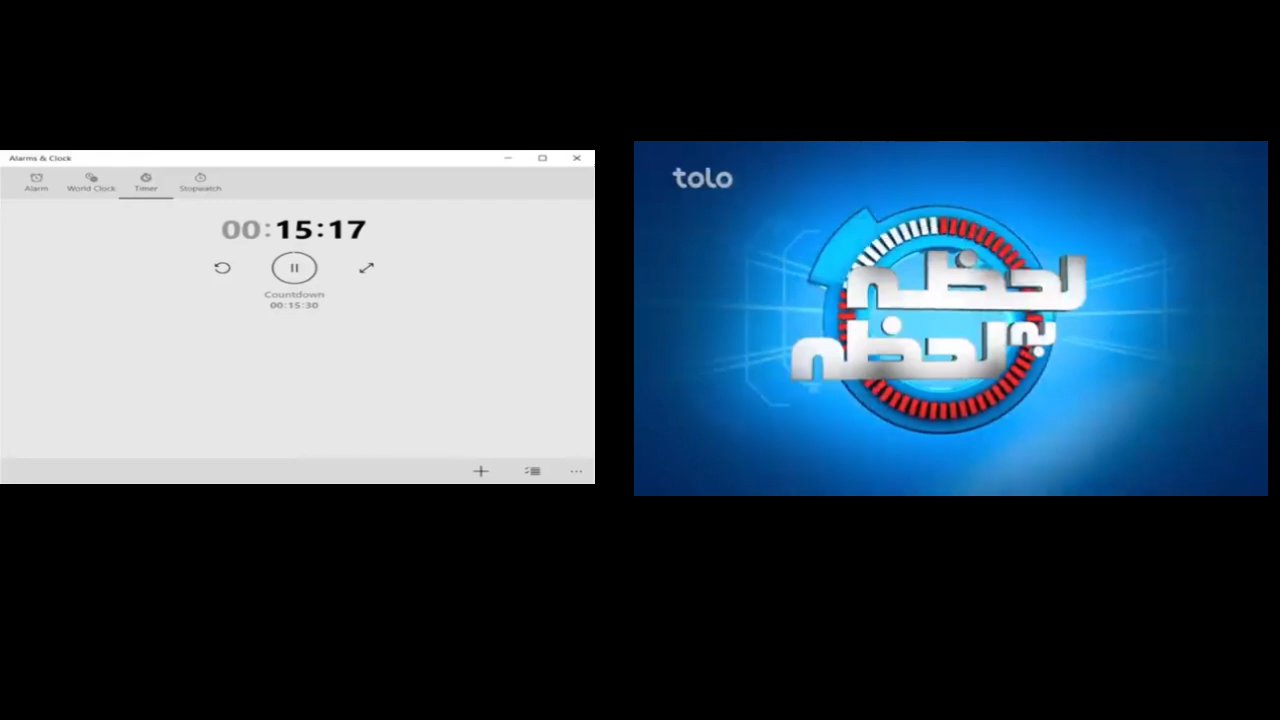 Alarms & Clock
Alarm
World Clock
Timer
Stopwatch
00:15:17
Countdown
00:15:30
tolo
لحظه
به لحظه